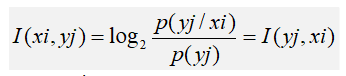 I(xi, yj) = log₂ p(yj / xi) / p(yj) = I(yj, xi)